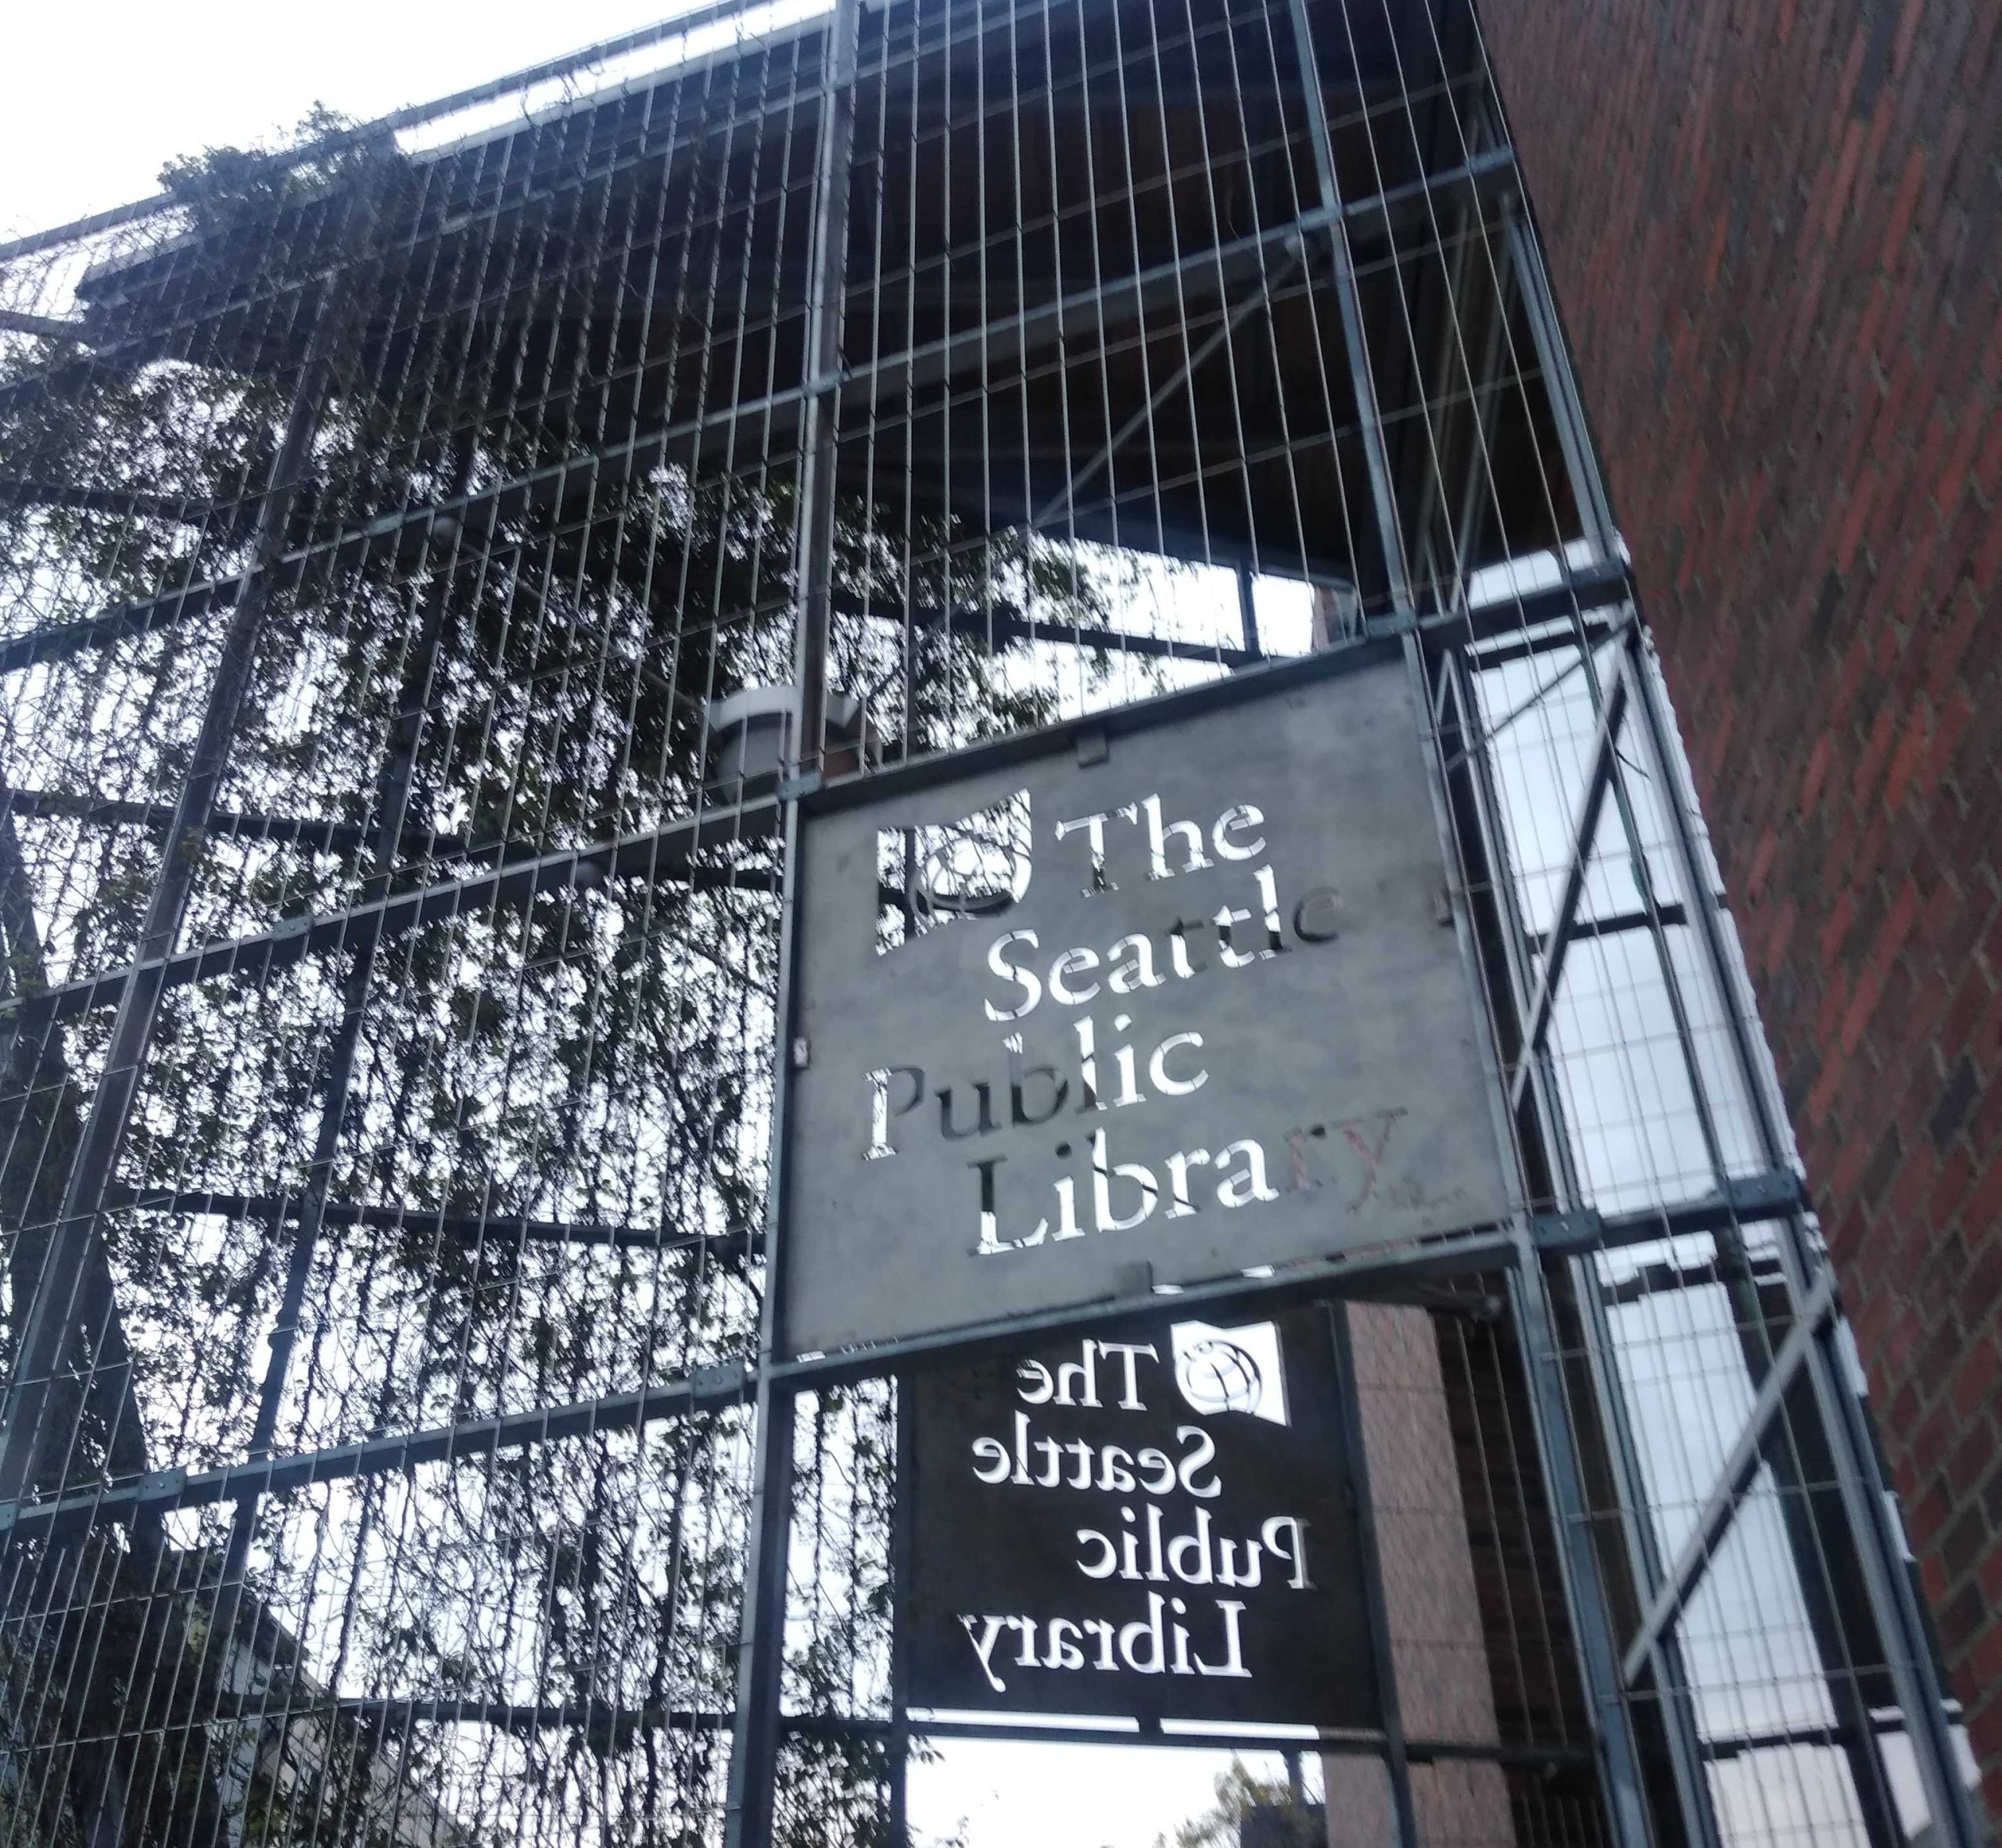 The
Seattle
Public
Library
The
Seattle
Public
Library